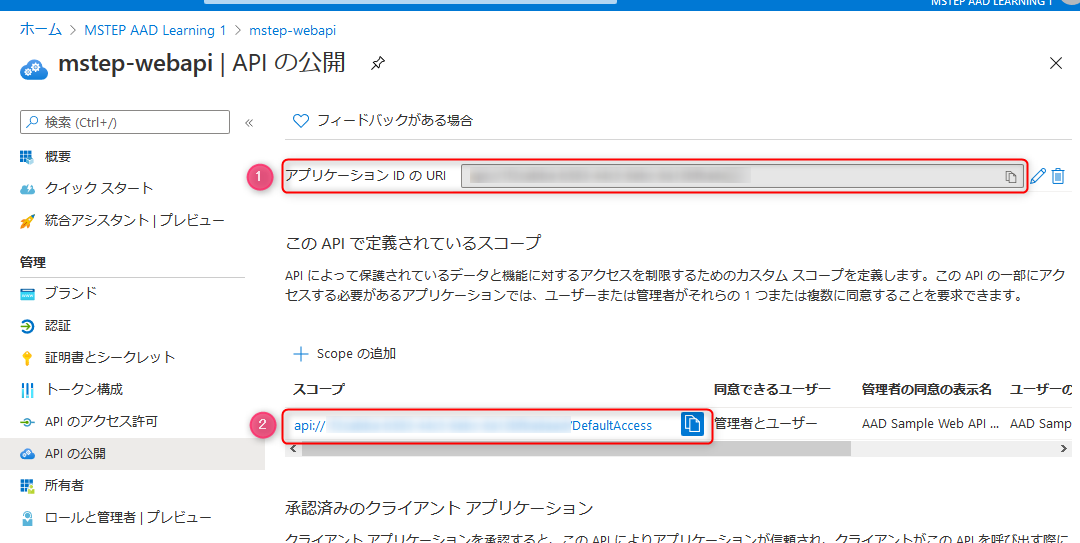 MSTEP AAD LEARNING 1
ホーム > MSTEP AAD Learning 1 > mstep-webapi
mstep-webapi | API の公開
検索 (Ctrl+/)
«
フィードバックがある場合
概要
クイック スタート
統合アシスタント | プレビュー
管理
ブランド
認証
証明書とシークレット
トークン構成
API のアクセス許可
API の公開
所有者
ロールと管理者 | プレビュー
1
アプリケーション ID の URI
この API で定義されているスコープ
API によって保護されているデータと機能に対するアクセスを制限するためのカスタム スコープを定義します。この API の一部にアク
セスする必要があるアプリケーションでは、ユーザーまたは管理者がそれらの 1 つまたは複数に同意することを要求できます。
Scope の追加
スコープ 同意できるユーザー 管理者の同意の表示名 ユーザーの
2
api:// /DefaultAccess 管理者とユーザー AAD Sample Web API ... AAD Samp
承認済みのクライアント アプリケーション
クライアント アプリケーションを承認すると、この API によりアプリケーションが信頼され、クライアントがこの API を呼び出す際に